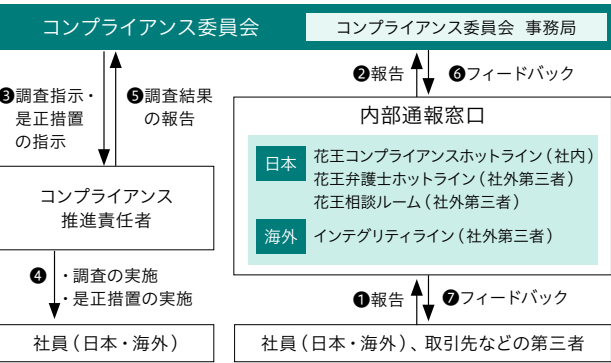 コンプライアンス委員会
コンプライアンス委員会 事務局
❸調査指示・
是正措置
の指示
❺調査結果
の報告
❷報告
❻フィードバック
内部通報窓口
日本
花王コンプライアンスホットライン（社内）
花王弁護士ホットライン（社外第三者）
花王相談ルーム（社外第三者）
海外
インテグリティライン（社外第三者）
コンプライアンス
推進責任者
❹
・調査の実施
・是正措置の実施
❶報告
❼フィードバック
社員（日本・海外）
社員（日本・海外）、取引先などの第三者